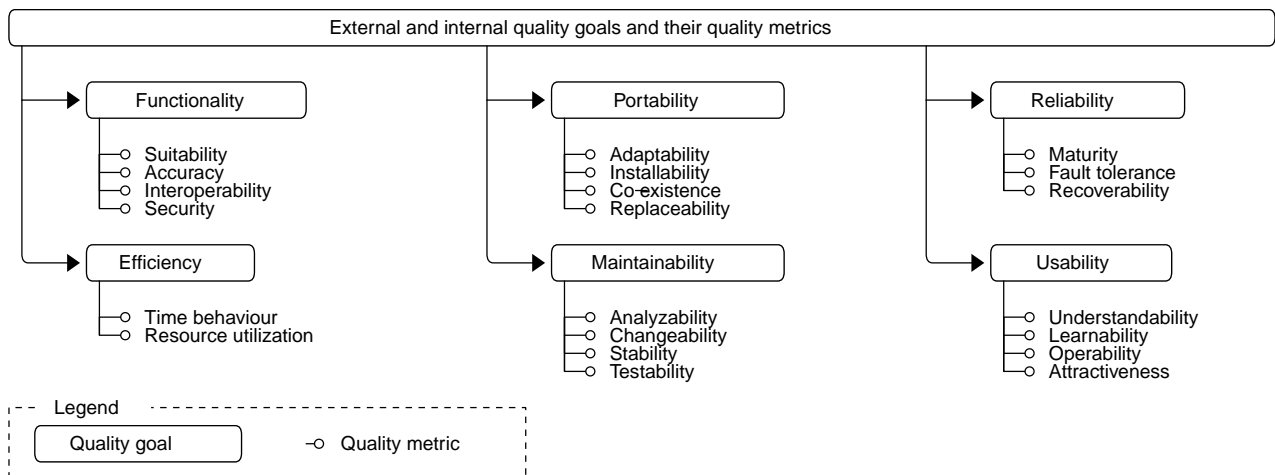 External and internal quality goals and their quality metrics
Functionality
Suitability
Accuracy
Interoperability
Security
Efficiency
Time behaviour
Resource utilization
Portability
Adaptability
Installability
Co-existence
Replaceability
Maintainability
Analyzability
Changeability
Stability
Testability
Reliability
Maturity
Fault tolerance
Recoverability
Usability
Understandability
Learnability
Operability
Attractiveness
Legend
Quality goal
Quality metric